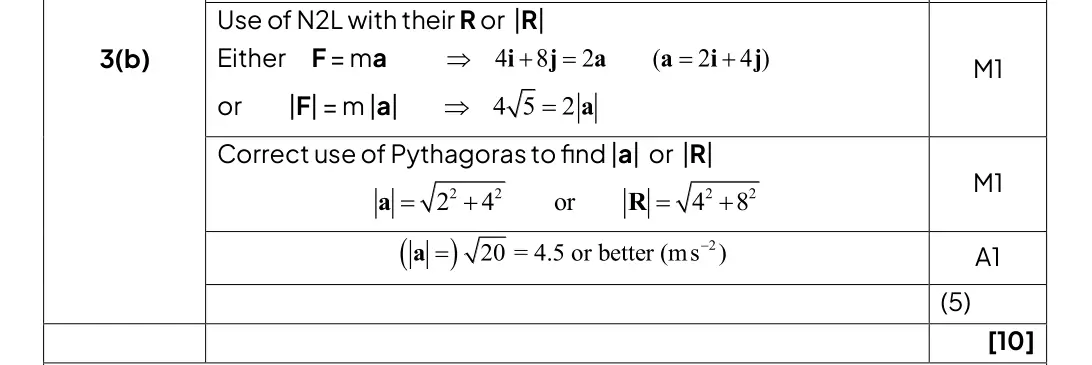 Use of N2L with their R or |R|
3(b)
Either F = ma ⇒ 4i + 8j = 2a (a = 2i + 4j)
M1
or |F| = m |a| ⇒ 4√5 = 2|a|
Correct use of Pythagoras to find |a| or |R|
|a| = √(2² + 4²) or |R| = √(4² + 8²)
M1
(|a| =) √20 = 4.5 or better (m s⁻²)
A1
(5)
[10]